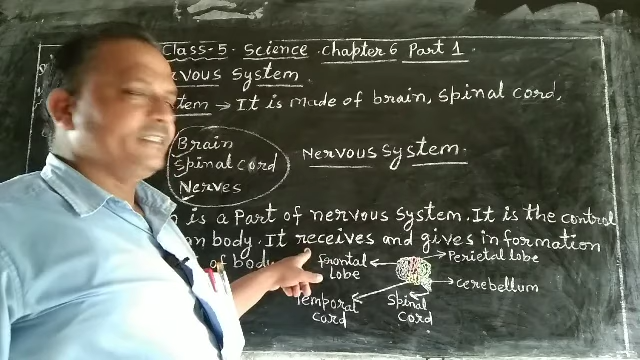 Class-5. Science. chapter 6 Part 1.
rvous System.
stem → It is made of brain, spinal cord,
Brain
Spinal cord
Nerves
Nervous System.
n is a Part of nervous system. It is the control
an body. It receives and gives information
of body
frontal
lobe
Perietal lobe
cerebellum
Temporal
cord
Spinal
cord